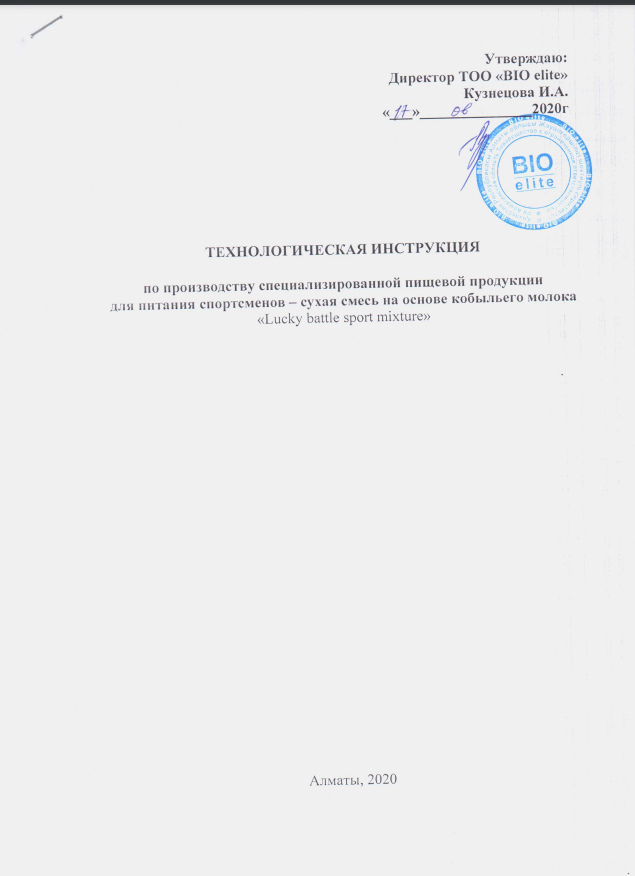 Утверждаю:
Директор ТОО «BIO elite»
Кузнецова И.А.
« 17 » 08 2020г
BIO
elite
ТЕХНОЛОГИЧЕСКАЯ ИНСТРУКЦИЯ
по производству специализированной пищевой продукции
для питания спортсменов – сухая смесь на основе кобыльего молока
«Lucky battle sport mixture»
Алматы, 2020